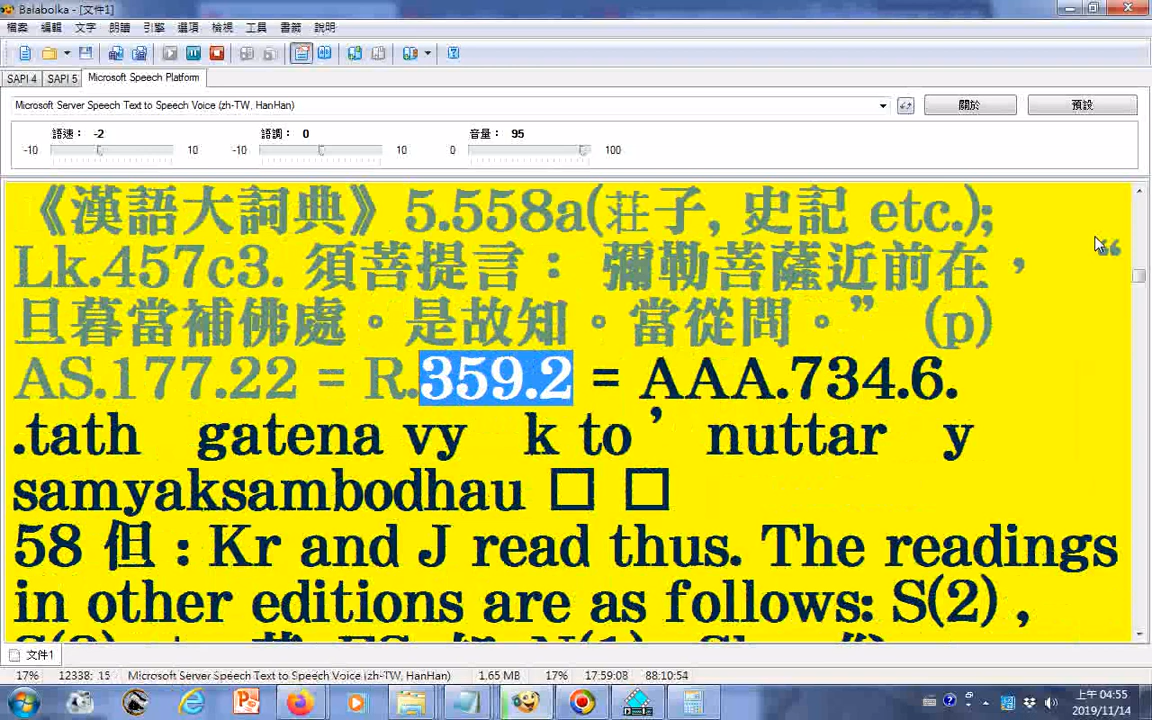 Balabolka - [文件1]
檔案 編輯 文字 朗讀 引擎 選項 檢視 工具 書籤 說明
SAPI 4 SAPI 5 Microsoft Speech Platform
Microsoft Server Speech Text to Speech Voice (zh-TW, HanHan) 關於 預設
語速： -2 語調： 0 音量： 95
-10 10 -10 10 0 100
《漢語大詞典》5.558a(莊子, 史記 etc.);
Lk.457c3. 須菩提言： 彌勒菩薩近前在， “
旦暮當補佛處。是故知。當從問。” (p)
AS.177.22 = R.359.2 = AAA.734.6.
.tath gatena vy k to ’ nuttar y
samyaksambodhau □ □
58 但 : Kr and J read thus. The readings
in other editions are as follows: S(2) ,
文件1
17% 12338: 15 Microsoft Server Speech Text to Speech Voice (zh-TW, HanHan) 1,65 MB 17% 17:59:08 88:10:54
上午 04:55
2019/11/14